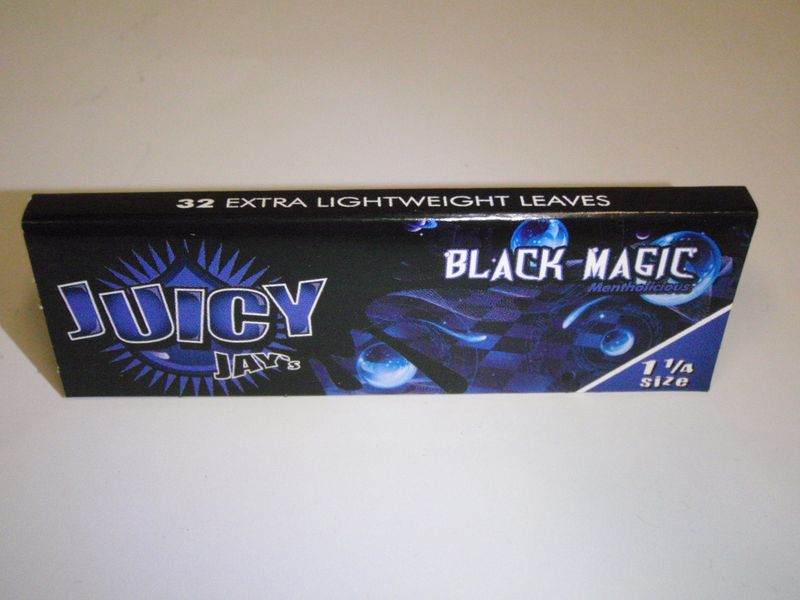 32 EXTRA LIGHTWEIGHT LEAVES
JUICY
JAY's
BLACK MAGIC
Mentholicious
1 1/4
size